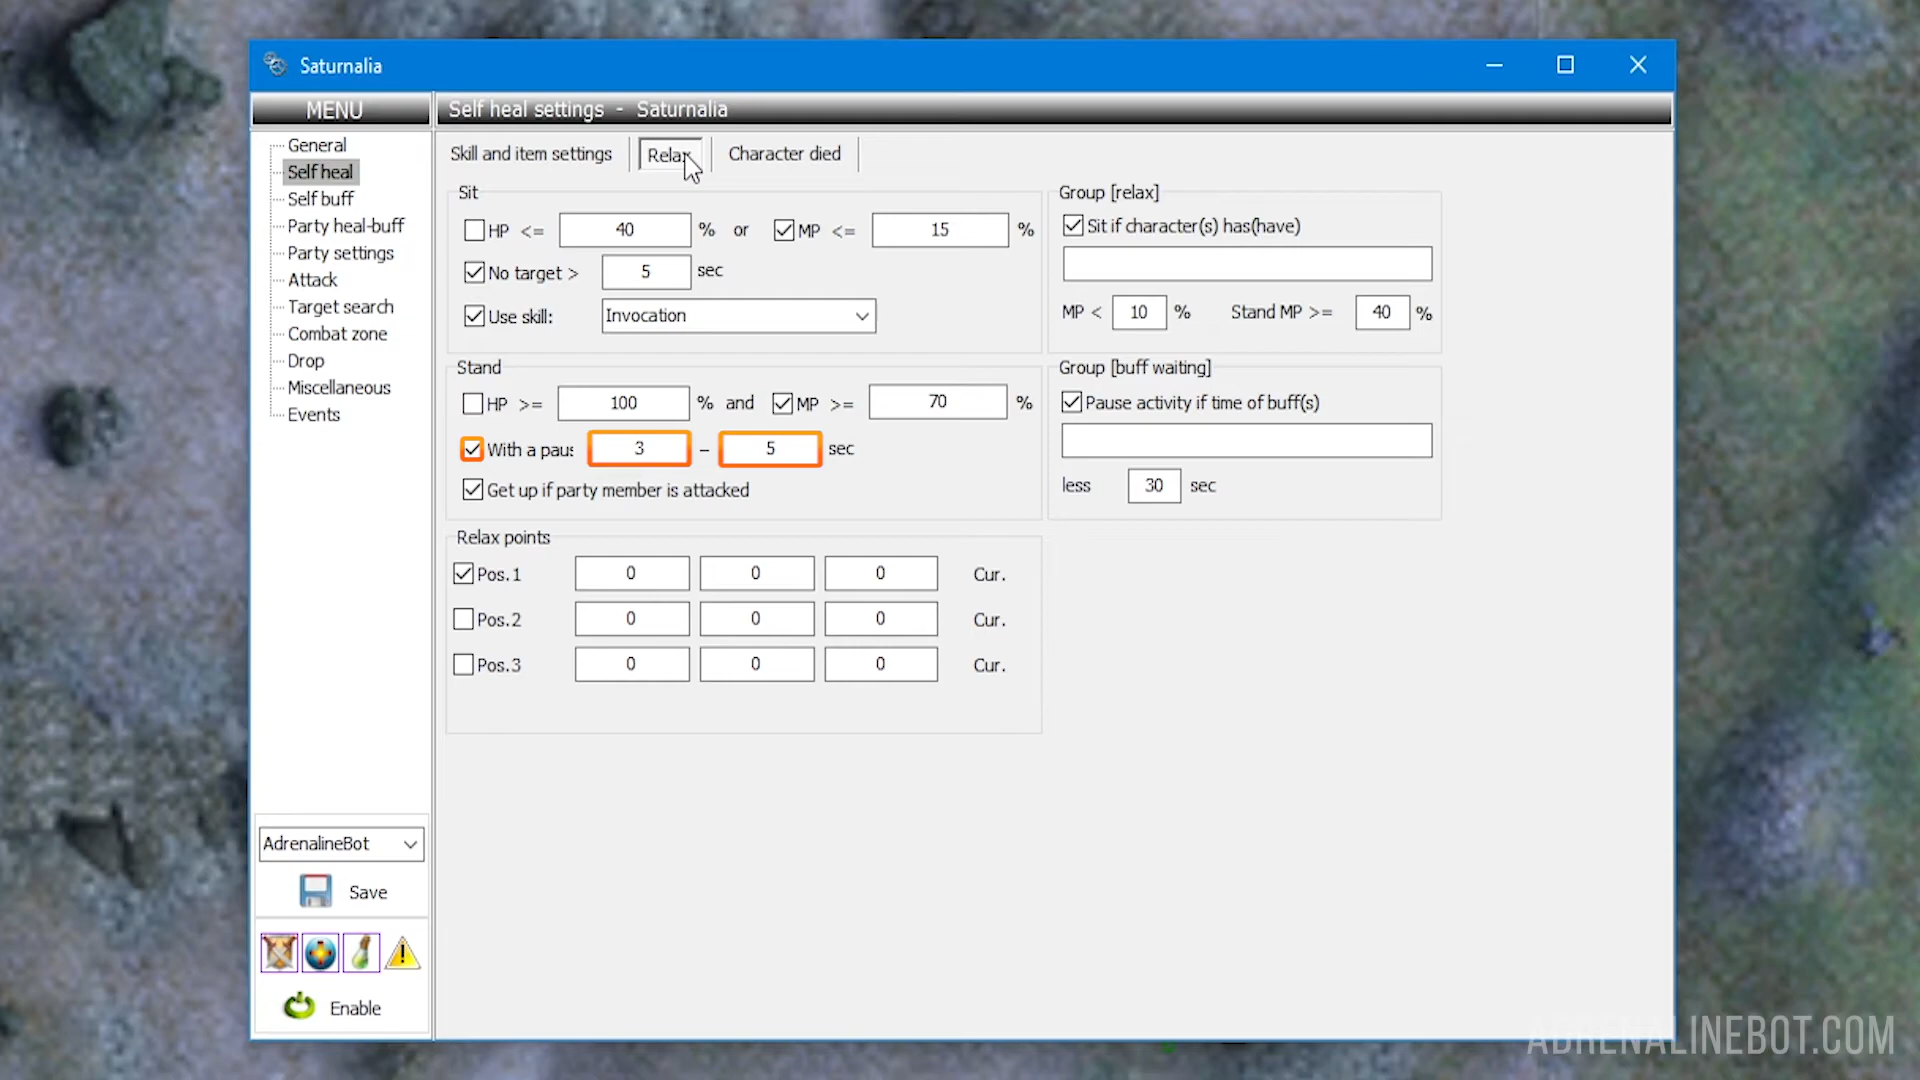 Saturnalia
MENU
Self heal settings - Saturnalia
General
Self heal
Self buff
Party heal-buff
Party settings
Attack
Target search
Combat zone
Drop
Miscellaneous
Events
Skill and item settings
Relax
Character died
Sit
HP <= 40 % or MP <= 15 %
No target > 5 sec
Use skill: Invocation
Stand
HP >= 100 % and MP >= 70 %
With a paus 3 - 5 sec
Get up if party member is attacked
Relax points
Pos.1 0 0 0 Cur.
Pos.2 0 0 0 Cur.
Pos.3 0 0 0 Cur.
Group [relax]
Sit if character(s) has(have)
MP < 10 % Stand MP >= 40 %
Group [buff waiting]
Pause activity if time of buff(s)
less 30 sec
AdrenalineBot
Save
Enable
ADRENALINEBOT.COM